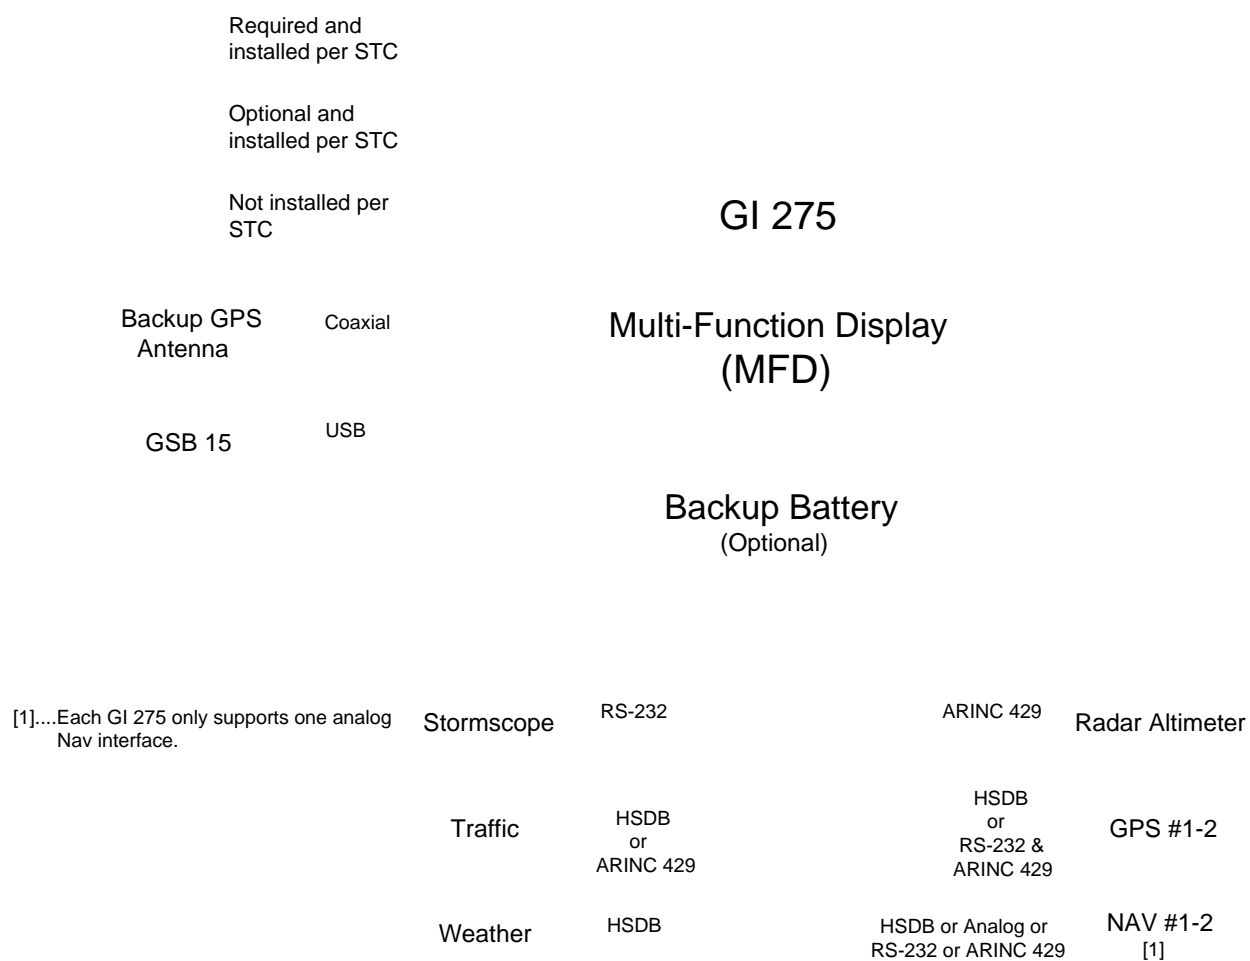 Required and
installed per STC
Optional and
installed per STC
Not installed per
STC
GI 275
Backup GPS
Antenna
Coaxial
Multi-Function Display
(MFD)
GSB 15
USB
Backup Battery
(Optional)
[1]....Each GI 275 only supports one analog
Nav interface.
Stormscope
RS-232
ARINC 429
Radar Altimeter
Traffic
HSDB
or
ARINC 429
HSDB
or
RS-232 &
ARINC 429
GPS #1-2
Weather
HSDB
HSDB or Analog or
RS-232 or ARINC 429
NAV #1-2
[1]